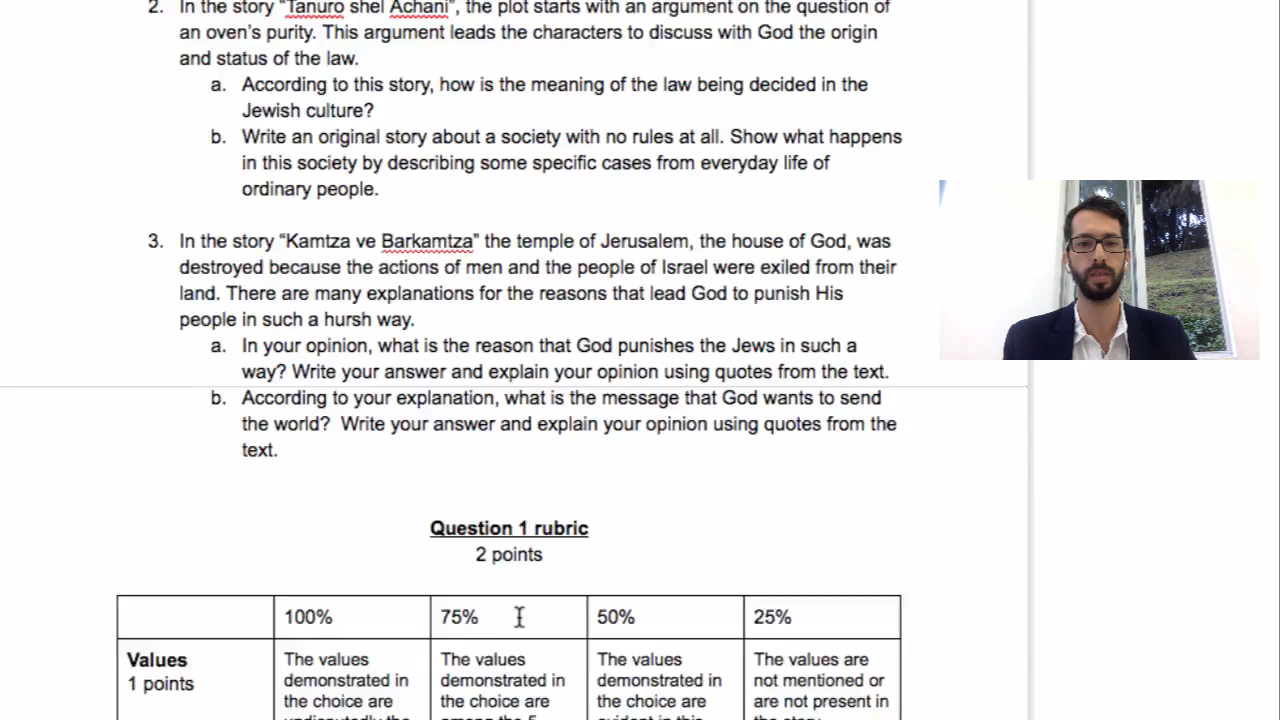 2. In the story "Tanuro shel Achani", the plot starts with an argument on the question of
an oven's purity. This argument leads the characters to discuss with God the origin
and status of the law.
a. According to this story, how is the meaning of the law being decided in the
Jewish culture?
b. Write an original story about a society with no rules at all. Show what happens
in this society by describing some specific cases from everyday life of
ordinary people.
3. In the story “Kamtza ve Barkamtza” the temple of Jerusalem, the house of God, was
destroyed because the actions of men and the people of Israel were exiled from their
land. There are many explanations for the reasons that lead God to punish His
people in such a hursh way.
a. In your opinion, what is the reason that God punishes the Jews in such a
way? Write your answer and explain your opinion using quotes from the text.
b. According to your explanation, what is the message that God wants to send
the world? Write your answer and explain your opinion using quotes from the
text.
Question 1 rubric
2 points
100% 75% 50% 25%
Values
1 points
The values
demonstrated in
the choice are
undisputedly the
The values
demonstrated in
the choice are
among the 5
The values
demonstrated in
the choice are
evident in this
The values are
not mentioned or
are not present in
the story